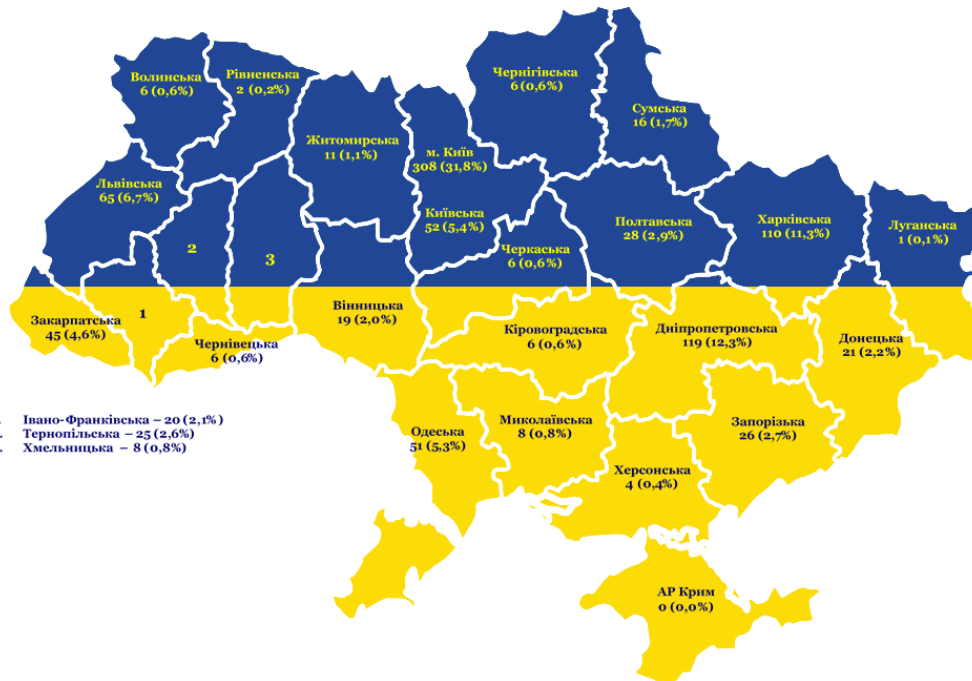 Чернігівська
6 (0,6%)
Волинська
6 (0,6%)
Рівненська
2 (0,2%)
Сумська
16 (1,7%)
Житомирська
11 (1,1%)
м. Київ
308 (31,8%)
Львівська
65 (6,7%)
Київська
52 (5,4%)
Полтавська
28 (2,9%)
Харківська
110 (11,3%)
Луганська
1 (0,1%)
2
3
Черкаська
6 (0,6%)
1
Закарпатська
45 (4,6%)
Чернівецька
6 (0,6%)
Вінницька
19 (2,0%)
Кіровоградська
6 (0,6%)
Дніпропетровська
119 (12,3%)
Донецька
21 (2,2%)
Івано-Франківська – 20 (2,1%)
Тернопільська – 25 (2,6%)
Хмельницька – 8 (0,8%)
Одеська
51 (5,3%)
Миколаївська
8 (0,8%)
Запорізька
26 (2,7%)
Херсонська
4 (0,4%)
АР Крим
0 (0,0%)